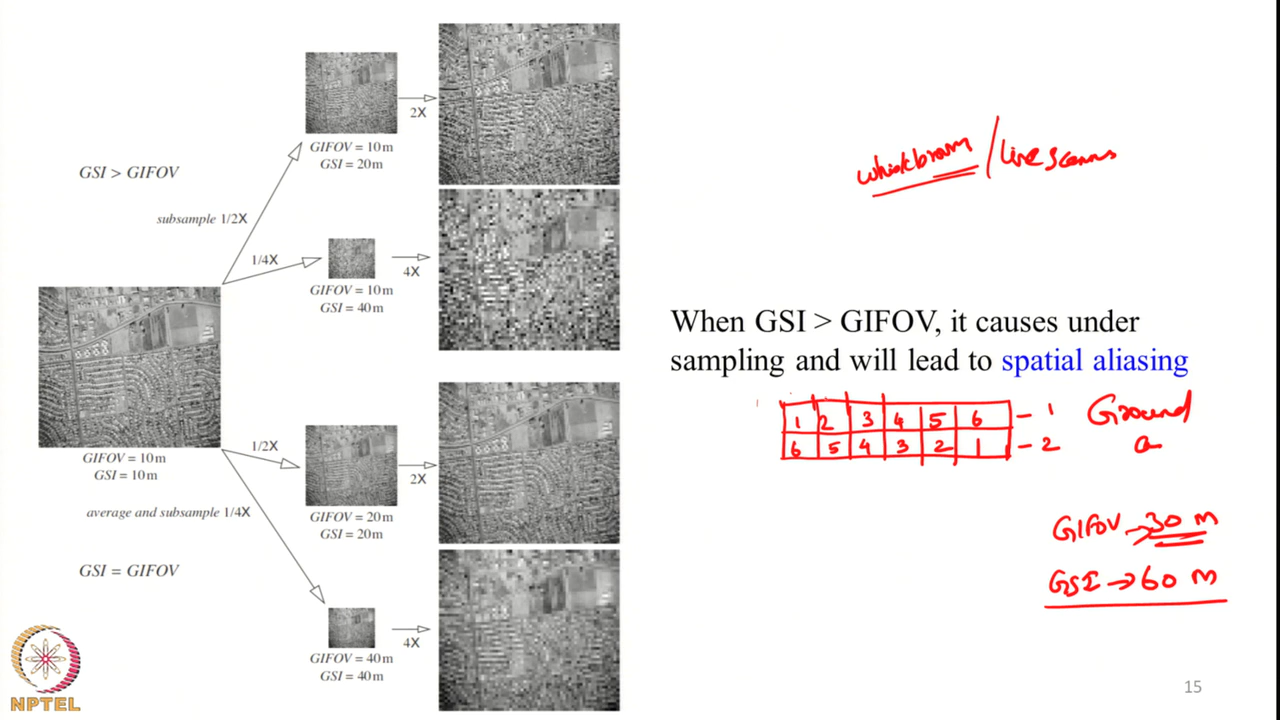 GIFOV = 10m
GSI = 20m
2X
GSI > GIFOV
subsample 1/2X
1/4X
GIFOV = 10m
GSI = 40m
4X
GIFOV = 10m
GSI = 10m
1/2X
GIFOV = 20m
GSI = 20m
2X
average and subsample 1/4X
GSI = GIFOV
GIFOV = 40m
GSI = 40m
4X
whiskbroom / line scanners
When GSI > GIFOV, it causes under
sampling and will lead to spatial aliasing
1 2 3 4 5 6 - 1 Ground
6 5 4 3 2 1 - 2 a
GIFOV → 30 m
GSI → 60 m
NPTEL
15